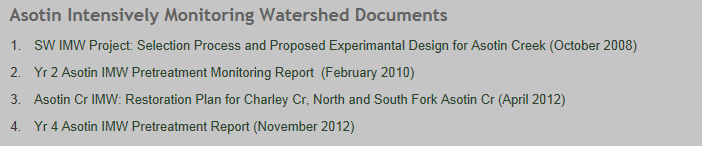 Asotin Intensively Monitoring Watershed Documents
1. SW IMW Project: Selection Process and Proposed Experimantal Design for Asotin Creek (October 2008)
2. Yr 2 Asotin IMW Pretreatment Monitoring Report (February 2010)
3. Asotin Cr IMW: Restoration Plan for Charley Cr, North and South Fork Asotin Cr (April 2012)
4. Yr 4 Asotin IMW Pretreatment Report (November 2012)